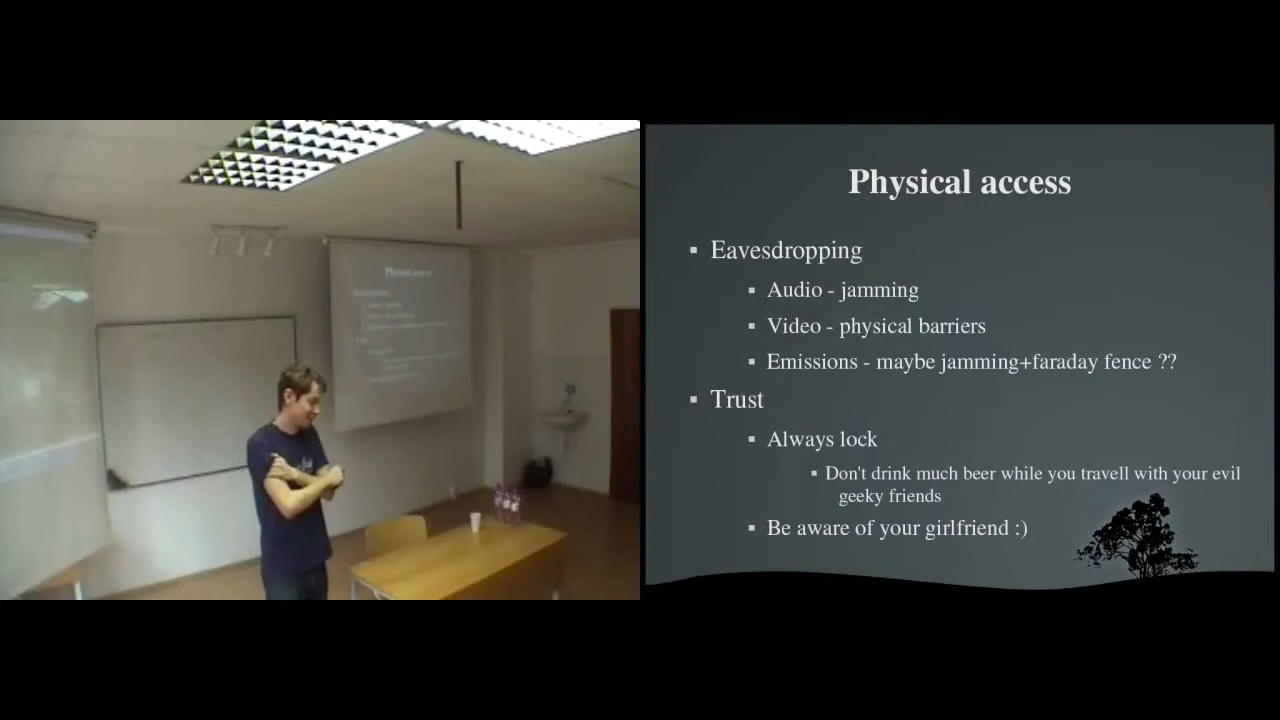 Physical access
Eavesdropping
Audio - jamming
Video - physical barriers
Emissions - maybe jamming+faraday fence ??
Trust
Always lock
Don't drink much beer while you travell with your evil
geeky friends
Be aware of your girlfriend :)